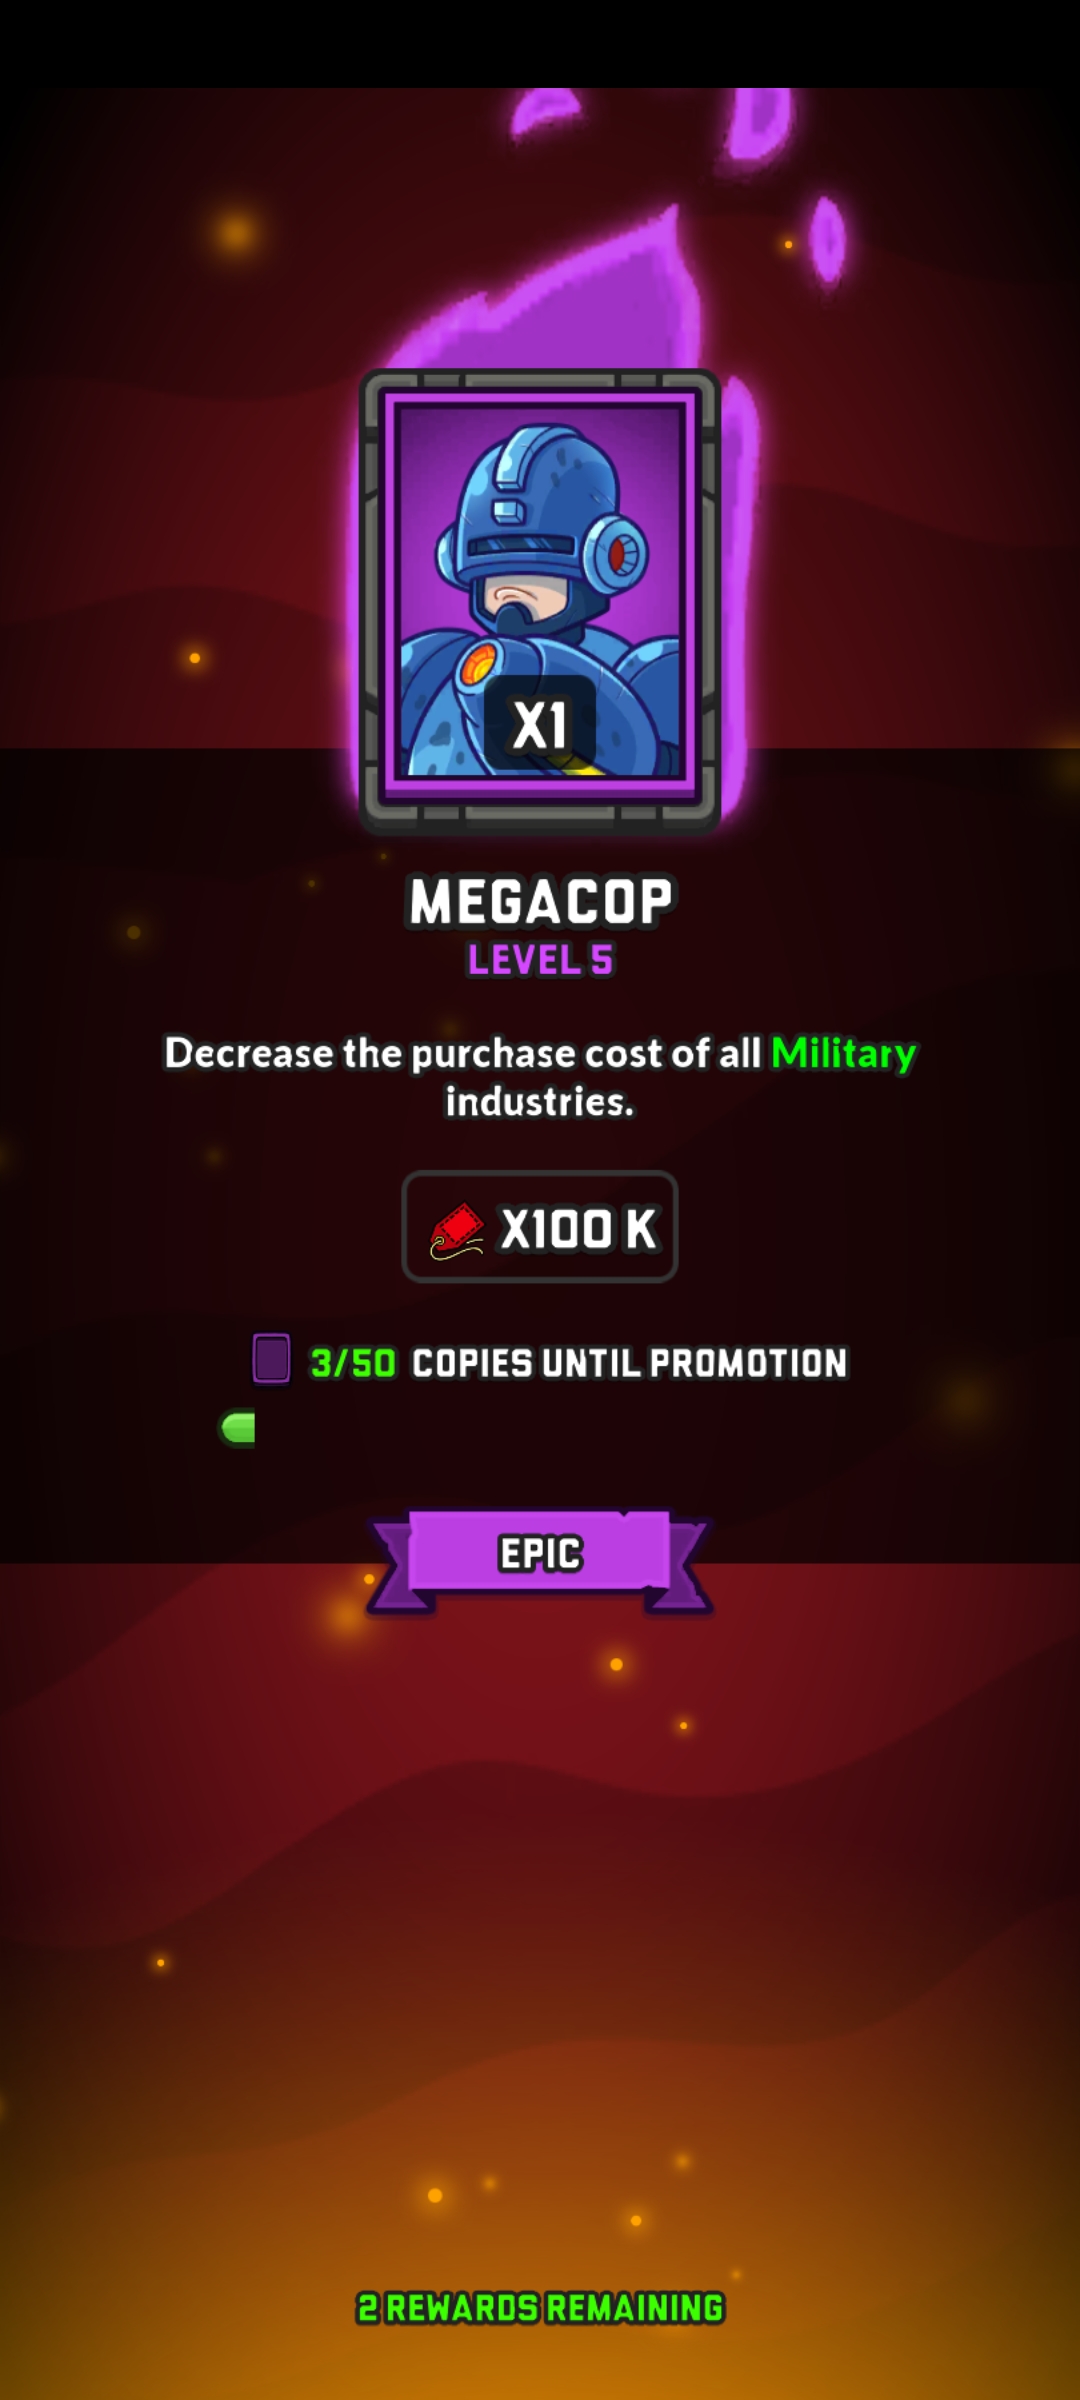 X1
MEGACOP
LEVEL 5
Decrease the purchase cost of all Military
industries.
X100 K
3/50 COPIES UNTIL PROMOTION
EPIC
2 REWARDS REMAINING